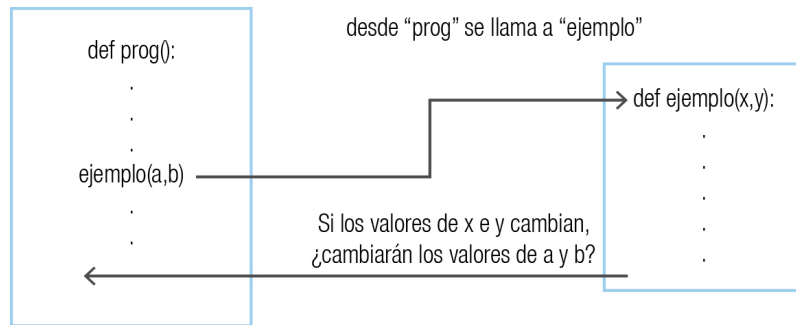 desde “prog” se llama a “ejemplo”
def prog():
.
.
.
ejemplo(a,b)
.
.
def ejemplo(x,y):
.
.
.
.
.
Si los valores de x e y cambian,
¿cambiarán los valores de a y b?